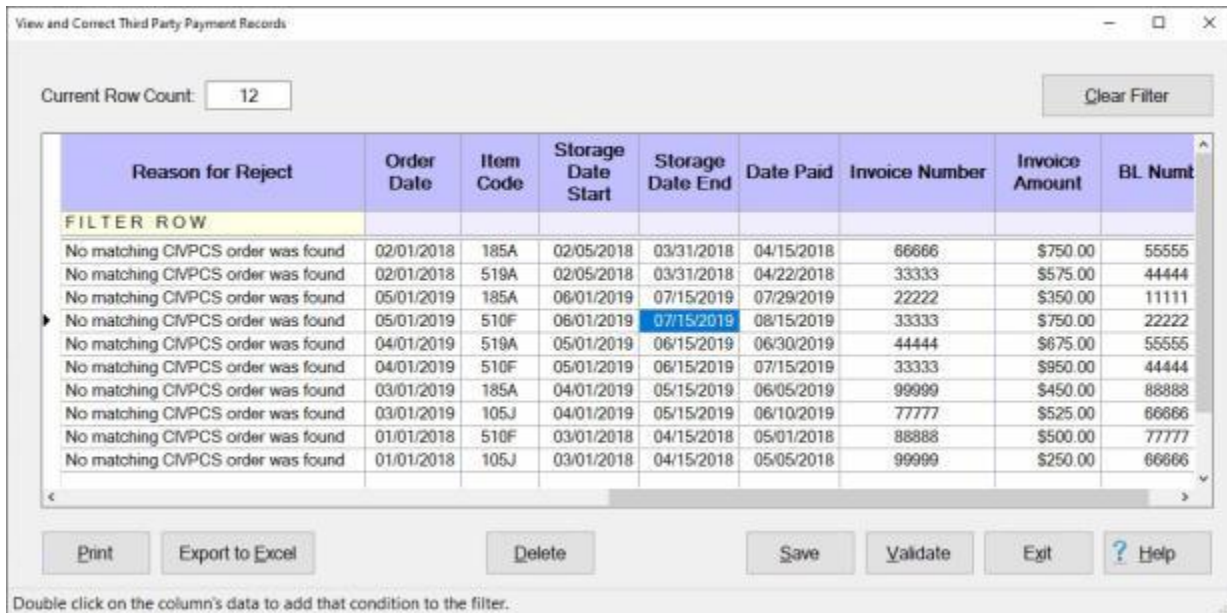 View and Correct Third Party Payment Records
Current Row Count: 12 Clear Filter
Reason for Reject Order Date Item Code Storage Date Start Storage Date End Date Paid Invoice Number Invoice Amount BL Numb
FILTER ROW
No matching CIVPCS order was found 02/01/2018 185A 02/05/2018 03/31/2018 04/15/2018 66666 $750.00 55555
No matching CIVPCS order was found 02/01/2018 519A 02/05/2018 03/31/2018 04/22/2018 33333 $575.00 44444
No matching CIVPCS order was found 05/01/2019 185A 06/01/2019 07/15/2019 07/29/2019 22222 $350.00 11111
No matching CIVPCS order was found 05/01/2019 510F 06/01/2019 07/15/2019 08/15/2019 33333 $750.00 22222
No matching CIVPCS order was found 04/01/2019 519A 05/01/2019 06/15/2019 06/30/2019 44444 $675.00 55555
No matching CIVPCS order was found 04/01/2019 510F 05/01/2019 06/15/2019 07/15/2019 33333 $950.00 44444
No matching CIVPCS order was found 03/01/2019 185A 04/01/2019 05/15/2019 06/05/2019 99999 $450.00 88888
No matching CIVPCS order was found 03/01/2019 105J 04/01/2019 05/15/2019 06/10/2019 77777 $525.00 66666
No matching CIVPCS order was found 01/01/2018 510F 03/01/2018 04/15/2018 05/01/2018 88888 $500.00 77777
No matching CIVPCS order was found 01/01/2018 105J 03/01/2018 04/15/2018 05/05/2018 99999 $250.00 66666
Print Export to Excel Delete Save Validate Exit ? Help
Double click on the column's data to add that condition to the filter.